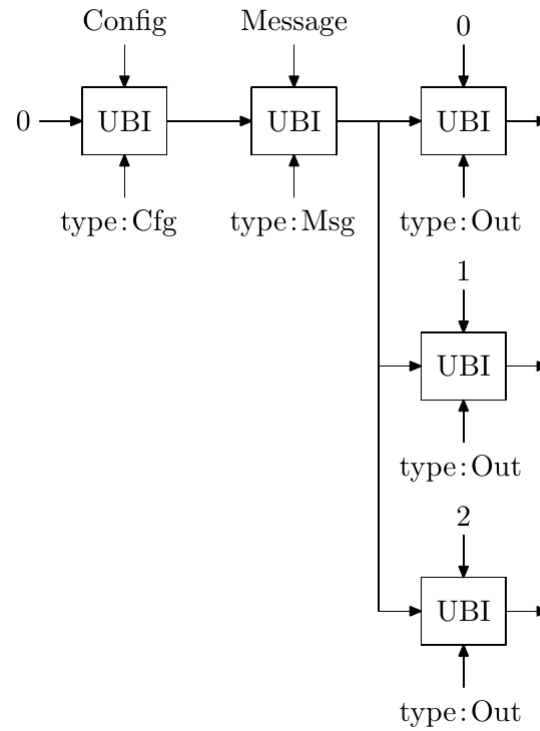 Config Message 0
0 UBI UBI UBI
type:Cfg type:Msg type:Out
1
UBI
type:Out
2
UBI
type:Out